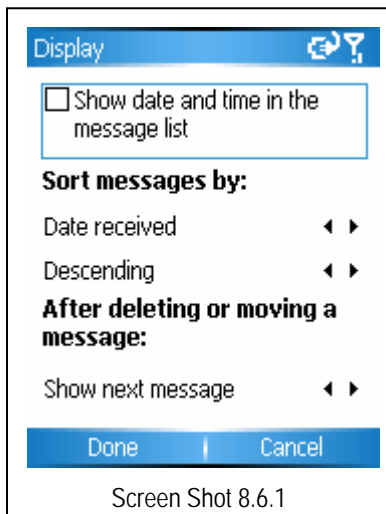 Display
Show date and time in the
message list
Sort messages by:
Date received
Descending
After deleting or moving a
message:
Show next message
Done
Cancel
Screen Shot 8.6.1